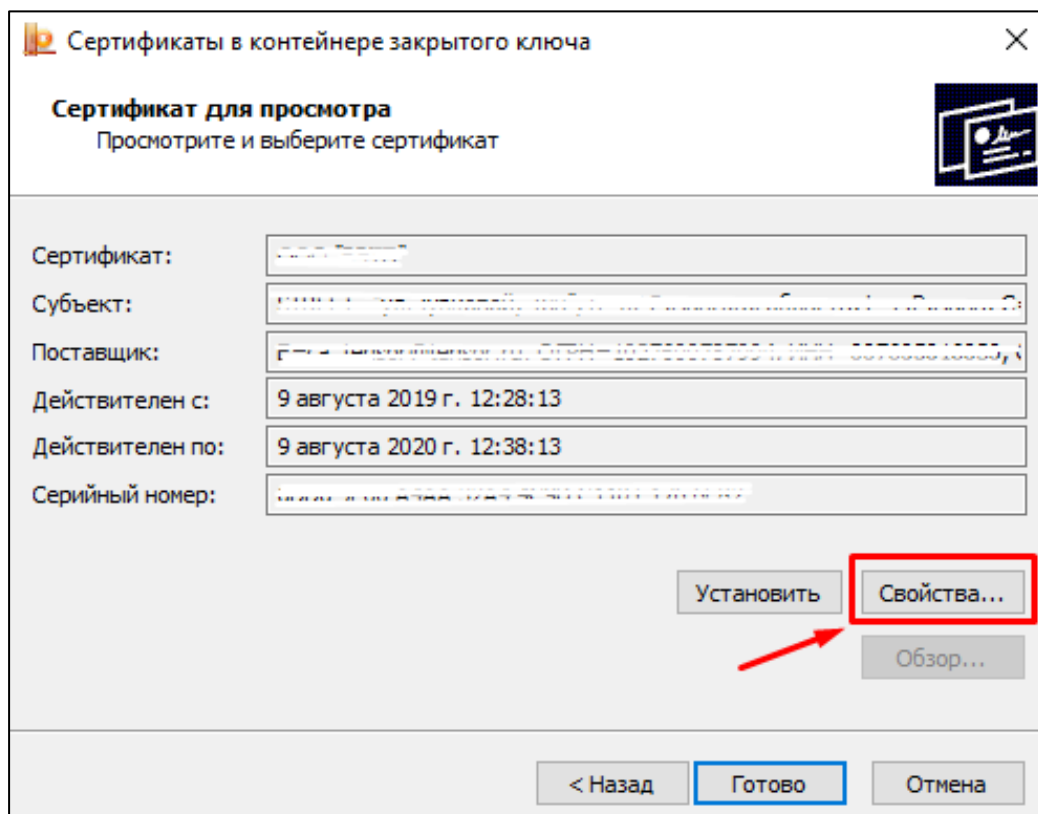 Сертификаты в контейнере закрытого ключа
Сертификат для просмотра
Просмотрите и выберите сертификат
Сертификат:
Субъект:
Поставщик:
Действителен с: 9 августа 2019 г. 12:28:13
Действителен по: 9 августа 2020 г. 12:38:13
Серийный номер:
Установить Свойства...
Обзор...
< Назад Готово Отмена